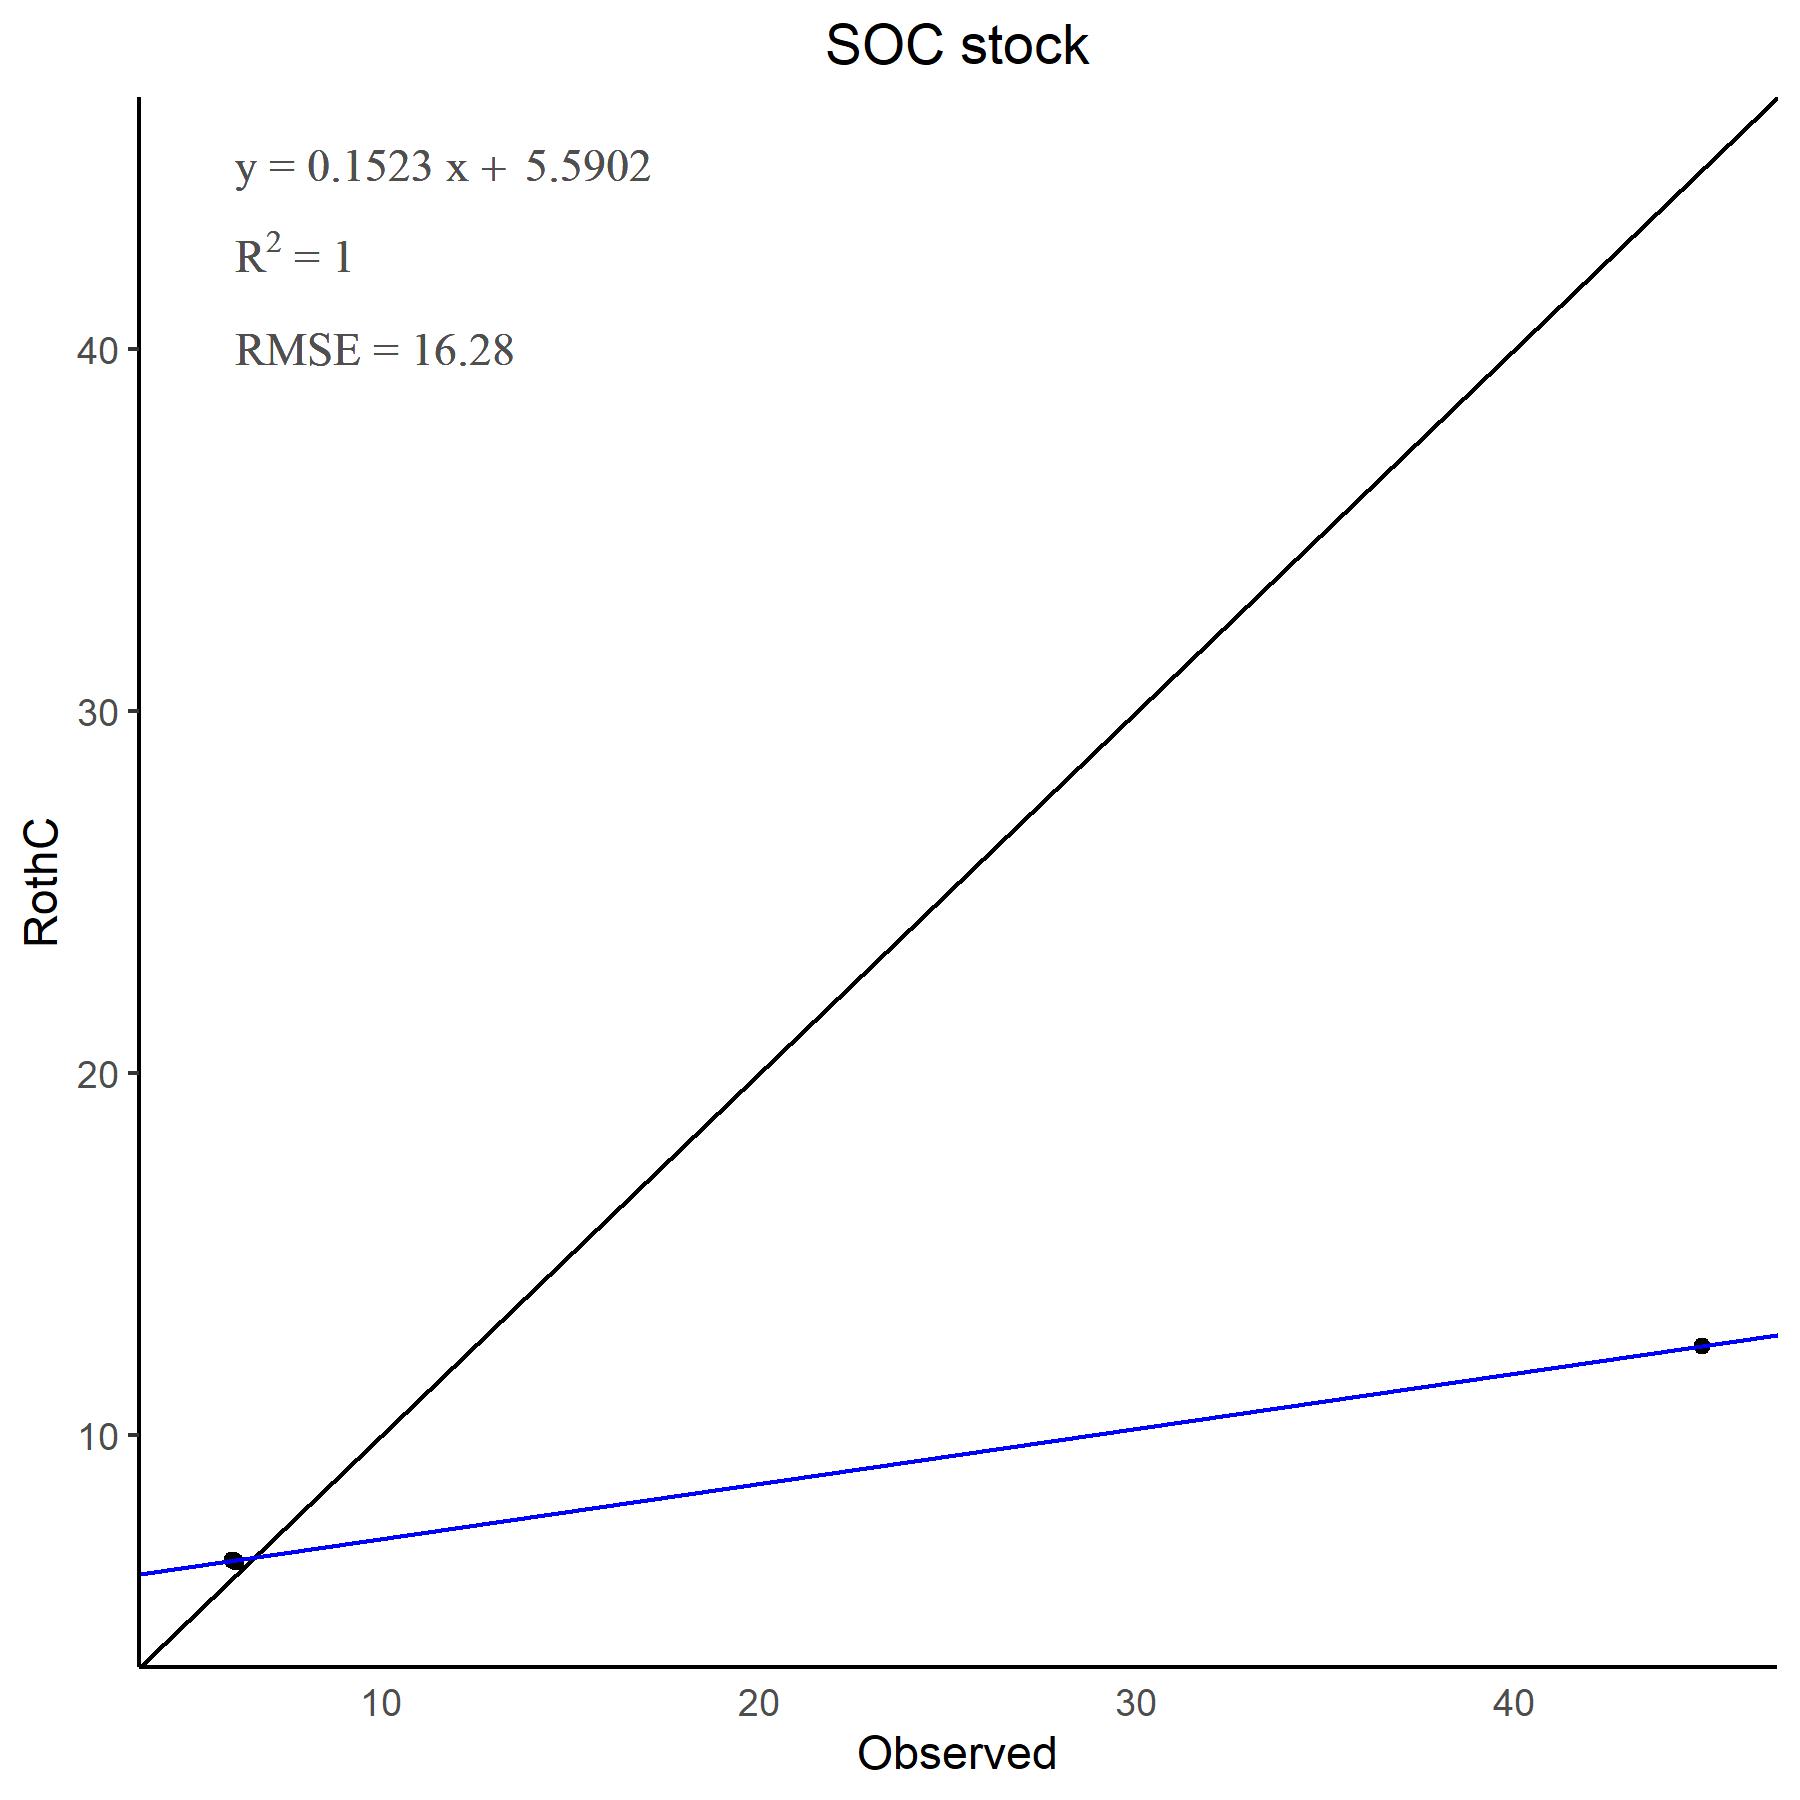 SOC stock
y = 0.1523 x + 5.5902
R² = 1
RMSE = 16.28
40
30
20
10
RothC
10 20 30 40
Observed